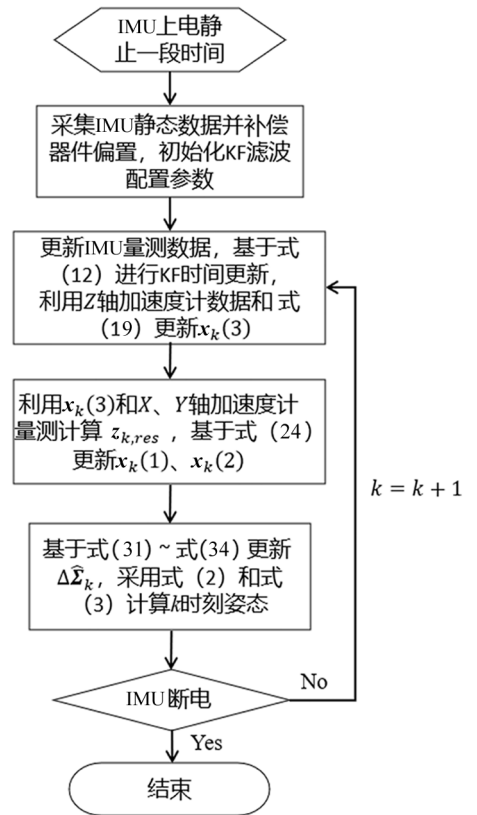 IMU上电静
止一段时间
采集IMU静态数据并补偿
器件偏置，初始化KF滤波
配置参数
更新IMU量测数据，基于式
（12）进行KF时间更新，
利用Z轴加速度计数据和 式
（19）更新xₖ(3)
利用xₖ(3)和X、Y轴加速度计
量测计算 zₖ,res ，基于式（24）
更新xₖ(1)、xₖ(2)
k = k + 1
基于式(31) ~ 式(34) 更新
ΔΣ̂ₖ，采用式（2）和式
（3）计算k时刻姿态
IMU断电
No
Yes
结束